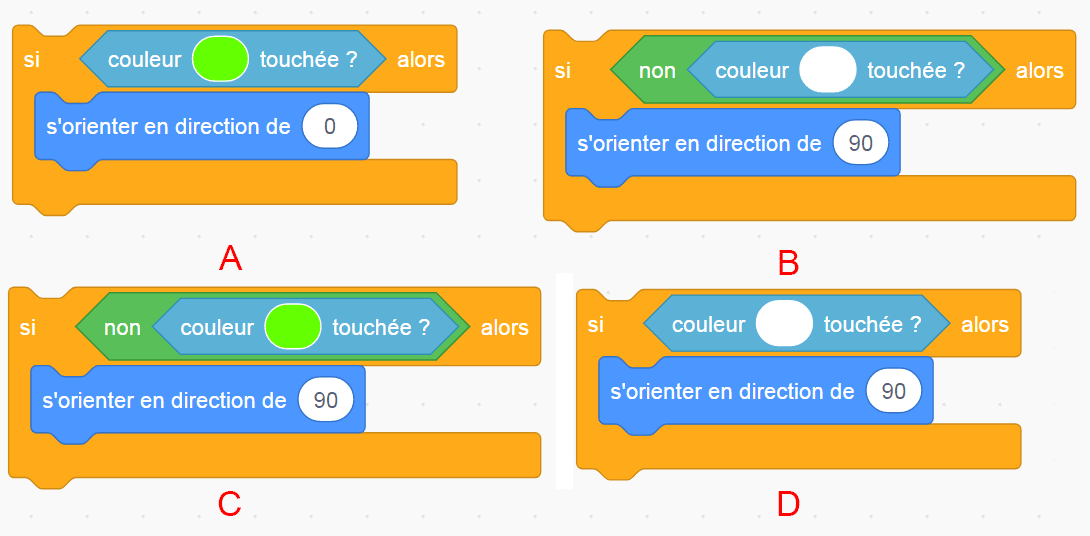 si couleur touchée ? alors
s'orienter en direction de 0
A
si non couleur touchée ? alors
s'orienter en direction de 90
B
si non couleur touchée ? alors
s'orienter en direction de 90
C
si couleur touchée ? alors
s'orienter en direction de 90
D